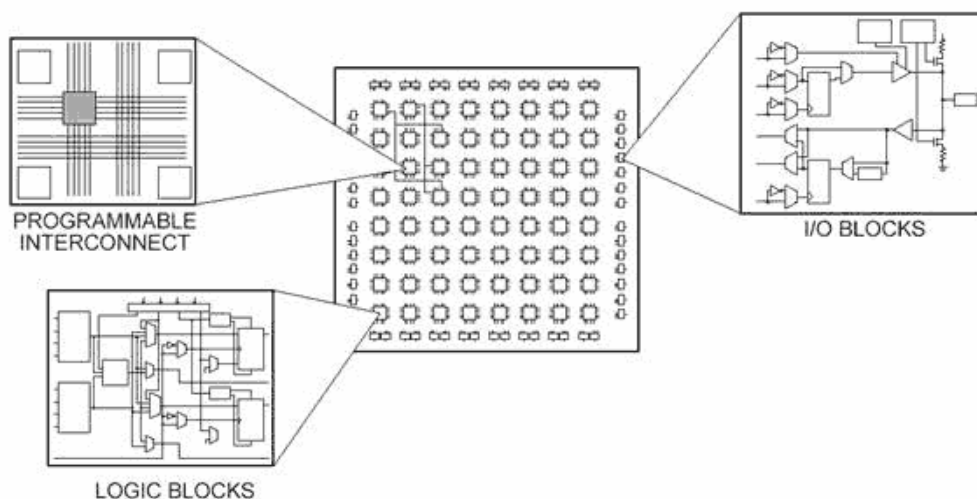 PROGRAMMABLE
INTERCONNECT
I/O BLOCKS
LOGIC BLOCKS